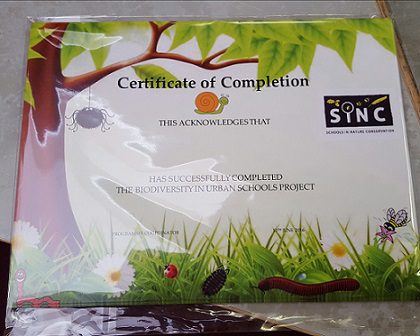 Certificate of Completion
THIS ACKNOWLEDGES THAT
SINC
SCHOOLS IN NATURE CONSERVATION
HAS SUCCESSFULLY COMPLETED
THE BIODIVERSITY IN URBAN SCHOOLS PROJECT
PROGRAMME COORDINATOR
JUNE